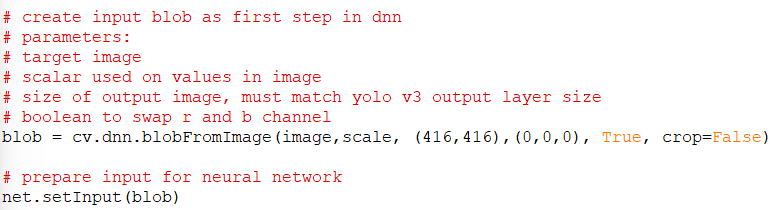 # create input blob as first step in dnn
# parameters:
# target image
# scalar used on values in image
# size of output image, must match yolo v3 output layer size
# boolean to swap r and b channel
blob = cv.dnn.blobFromImage(image,scale, (416,416),(0,0,0), True, crop=False)
# prepare input for neural network
net.setInput(blob)